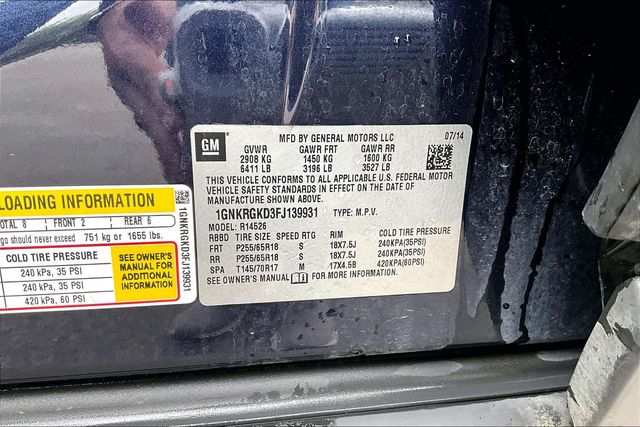 GM
MFD BY GENERAL MOTORS LLC 07/14
GVWR GAWR FRT GAWR RR
2908 KG 1450 KG 1600 KG
6411 LB 3196 LB 3527 LB
THIS VEHICLE CONFORMS TO ALL APPLICABLE U.S. FEDERAL MOTOR
VEHICLE SAFETY STANDARDS IN EFFECT ON THE DATE OF
MANUFACTURE SHOWN ABOVE.
1GNKRGKD3FJ139931 TYPE: M.P.V.
MODEL: R14526
RBBD TIRE SIZE SPEED RTG RIM COLD TIRE PRESSURE
FRT P255/65R18 S 18X7.5J 240KPA(35PSI)
RR P255/65R18 S 18X7.5J 240KPA(35PSI)
SPA T145/70R17 M 17X4.5B 420KPA(60PSI)
SEE OWNER'S MANUAL FOR MORE INFORMATION
LOADING INFORMATION
TOTAL 8 FRONT 2 REAR 6
should never exceed 751 kg or 1655 lbs.
COLD TIRE PRESSURE
240 kPa, 35 PSI
240 kPa, 35 PSI
420 kPa, 60 PSI
SEE OWNER'S
MANUAL FOR
ADDITIONAL
INFORMATION
1GNKRGKD3FJ139931